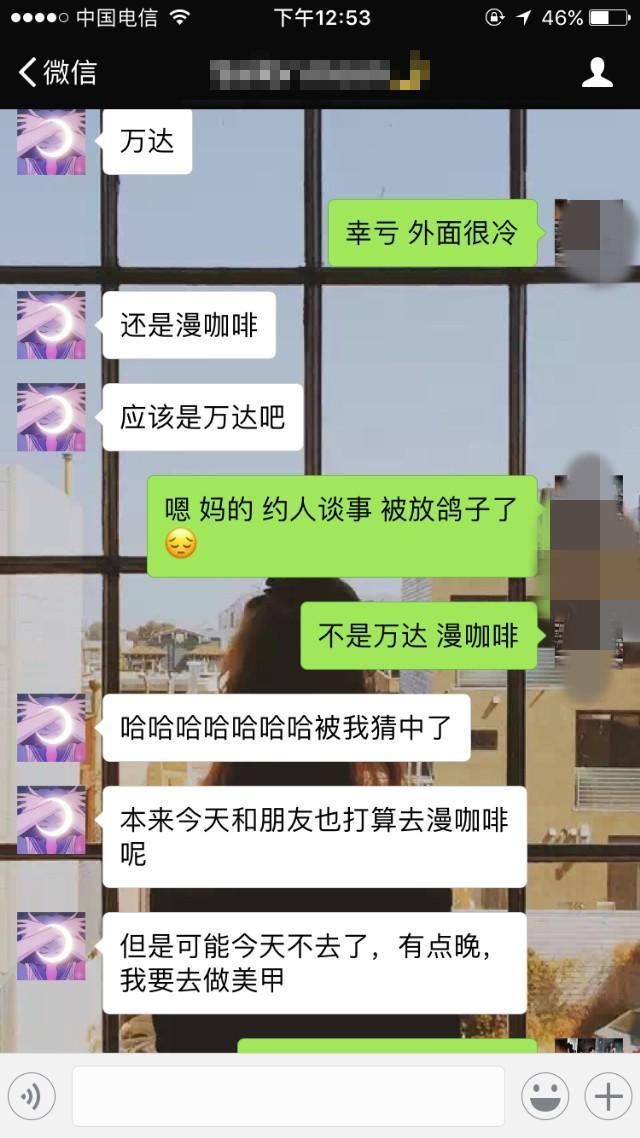 中国电信
下午12:53
46%
微信
万达
幸亏 外面很冷
还是漫咖啡
应该是万达吧
嗯 妈的 约人谈事 被放鸽子了
😔
不是万达 漫咖啡
哈哈哈哈哈哈哈被我猜中了
本来今天和朋友也打算去漫咖啡
呢
但是可能今天不去了，有点晚，
我要去做美甲